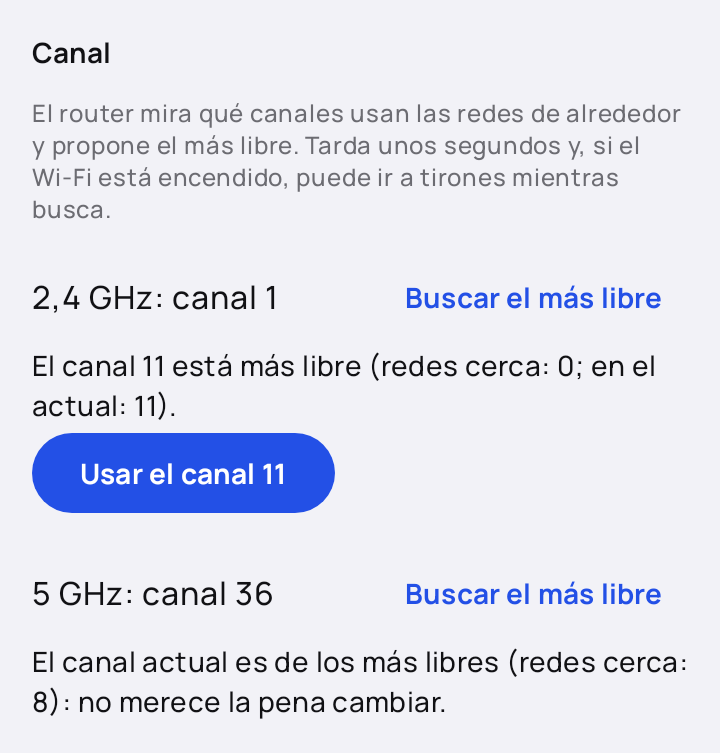 Canal
El router mira qué canales usan las redes de alrededor
y propone el más libre. Tarda unos segundos y, si el
Wi-Fi está encendido, puede ir a tirones mientras
busca.
2,4 GHz: canal 1
Buscar el más libre
El canal 11 está más libre (redes cerca: 0; en el
actual: 11).
Usar el canal 11
5 GHz: canal 36
Buscar el más libre
El canal actual es de los más libres (redes cerca:
8): no merece la pena cambiar.